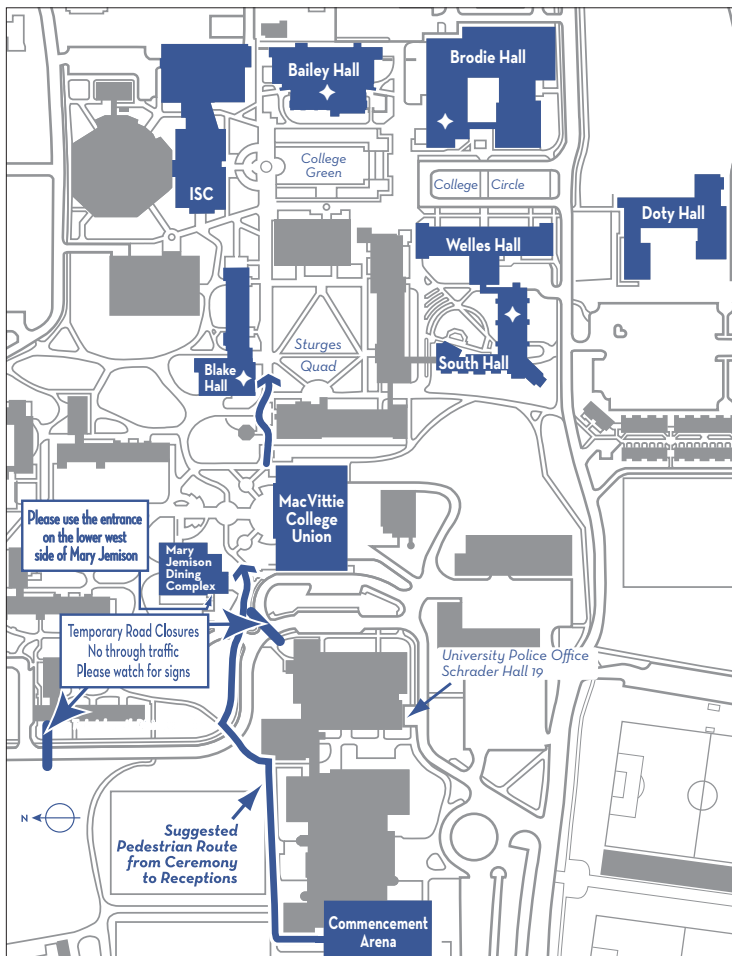 Bailey Hall
Brodie Hall
College
Green
ISC
College Circle
Doty Hall
Welles Hall
Sturges
Quad
Blake
Hall
South Hall
MacVittie
College
Union
Please use the entrance
on the lower west
side of Mary Jemison
Mary
Jemison
Dining
Complex
Temporary Road Closures
No through traffic
Please watch for signs
University Police Office
Schrader Hall 19
N
Suggested
Pedestrian Route
from Ceremony
to Receptions
Commencement
Arena